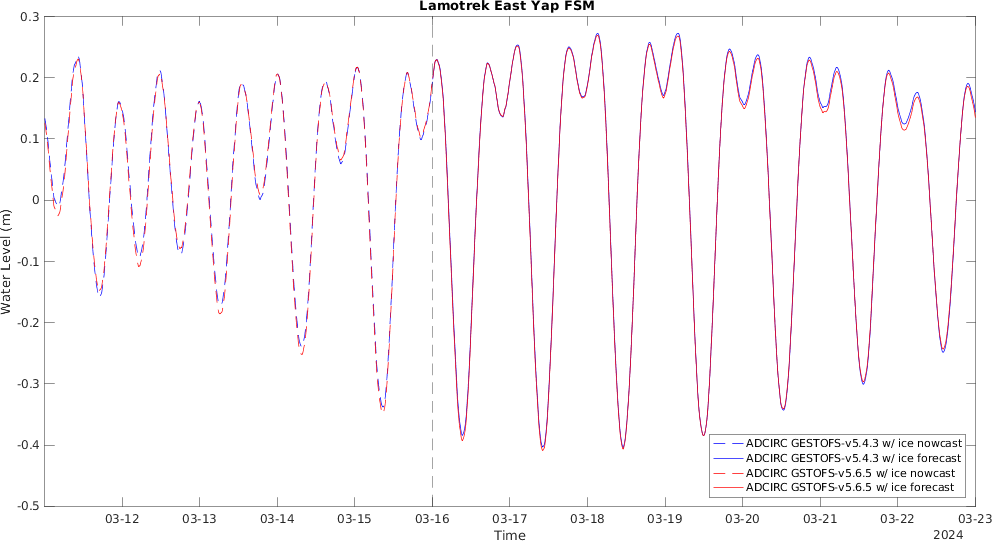 Lamotrek East Yap FSM
0.3
0.2
0.1
0
-0.1
-0.2
-0.3
-0.4
-0.5
Water Level (m)
ADCIRC GESTOFS-v5.4.3 w/ ice nowcast
ADCIRC GESTOFS-v5.4.3 w/ ice forecast
ADCIRC GSTOFS-v5.6.5 w/ ice nowcast
ADCIRC GSTOFS-v5.6.5 w/ ice forecast
03-12 03-13 03-14 03-15 03-16 03-17 03-18 03-19 03-20 03-21 03-22 03-23
Time
2024